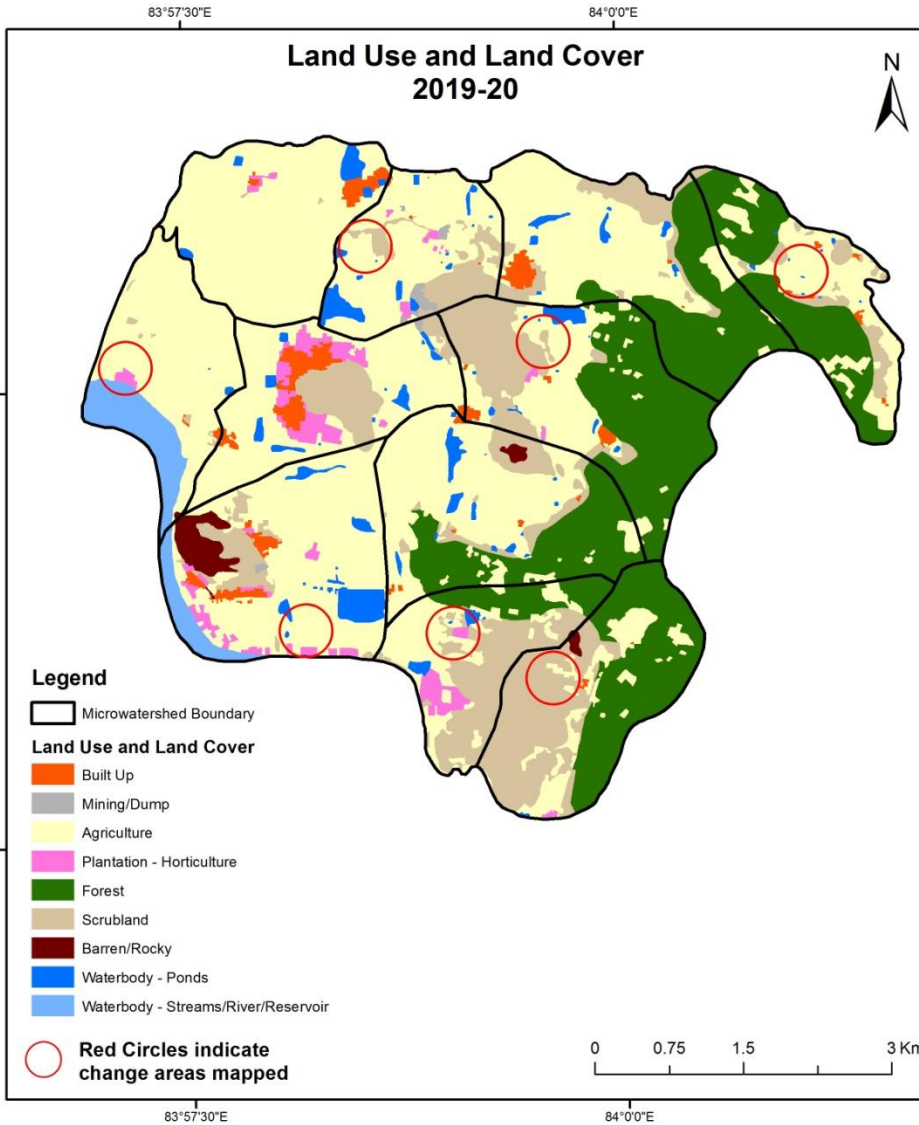 83°57'30"E 84°0'0"E
Land Use and Land Cover
2019-20
N
Legend
Microwatershed Boundary
Land Use and Land Cover
Built Up
Mining/Dump
Agriculture
Plantation - Horticulture
Forest
Scrubland
Barren/Rocky
Waterbody - Ponds
Waterbody - Streams/River/Reservoir
Red Circles indicate
change areas mapped
0 0.75 1.5 3 Km
83°57'30"E 84°0'0"E